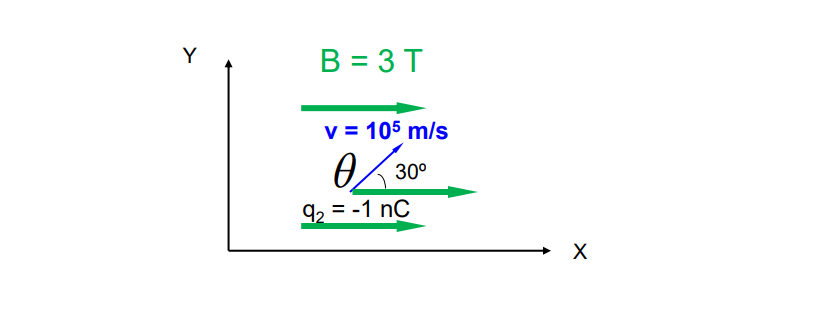 Y
B = 3 T
v = 10⁵ m/s
θ
30º
q₂ = -1 nC
X